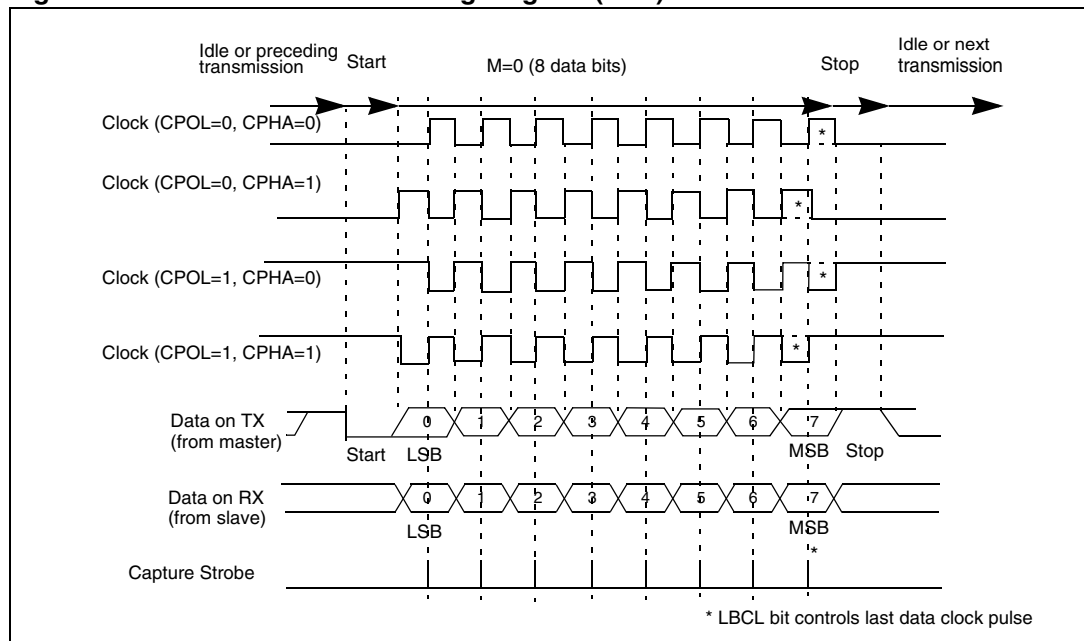 Idle or preceding
transmission
Start
M=0 (8 data bits)
Stop
Idle or next
transmission
Clock (CPOL=0, CPHA=0)
*
Clock (CPOL=0, CPHA=1)
*
Clock (CPOL=1, CPHA=0)
*
Clock (CPOL=1, CPHA=1)
*
Data on TX
(from master)
0 1 2 3 4 5 6 7
Start LSB MSB Stop
Data on RX
(from slave)
0 1 2 3 4 5 6 7
LSB MSB
*
Capture Strobe
* LBCL bit controls last data clock pulse